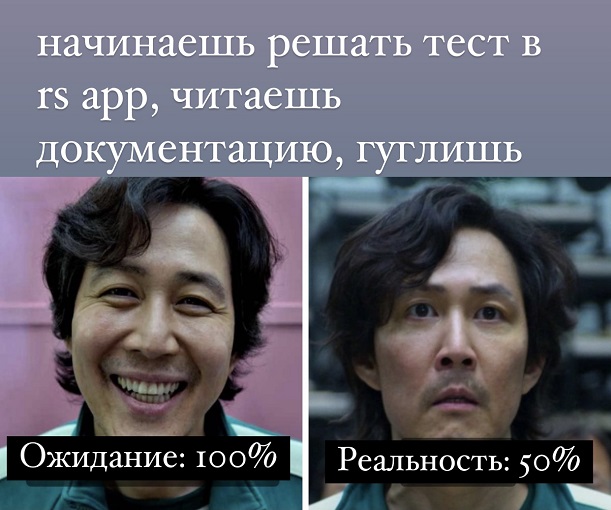 начинаешь решать тест в
rs app, читаешь
документацию, гуглишь
Ожидание: 100%
Реальность: 50%